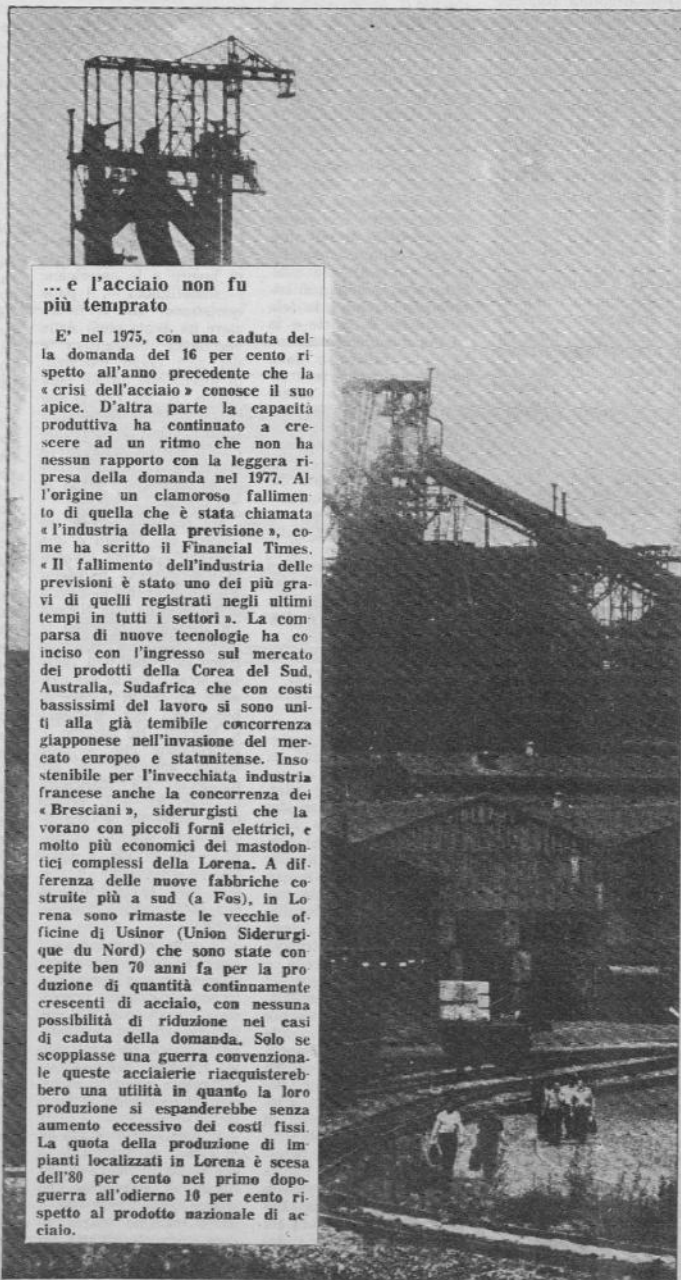 ... e l'acciaio non fu
più temprato
E' nel 1975, con una caduta del-
la domanda del 16 per cento ri
spetto all'anno precedente che la
« crisi dell'acciaio » conosce il suo
apice. D'altra parte la capacità
produttiva ha continuato a cre-
scere ad un ritmo che non ha
nessun rapporto con la leggera ri-
presa della domanda nel 1977. Al
l'origine un clamoroso fallimen
to di quella che è stata chiamata
« l'industria della previsione », co-
me ha scritto il Financial Times.
« Il fallimento dell'industria delle
previsioni è stato uno dei più gra-
vi di quelli registrati negli ultimi
tempi in tutti i settori ». La com
parsa di nuove tecnologie ha co
inciso con l'ingresso sul mercato
dei prodotti della Corea del Sud,
Australia, Sudafrica che con costi
bassissimi del lavoro si sono uni-
ti alla già temibile concorrenza
giapponese nell'invasione del mer-
cato europeo e statunitense. Inso
stenibile per l'invecchiata industria
francese anche la concorrenza dei
« Bresciani », siderurgisti che la
vorano con piccoli forni elettrici, e
molto più economici dei mastodon-
tici complessi della Lorena. A dif-
ferenza delle nuove fabbriche co
struite più a sud (a Fos), in Lo
rena sono rimaste le vecchie of-
ficine di Usinor (Union Siderurgi-
que du Nord) che sono state con
cepite ben 70 anni fa per la pro
duzione di quantità continuamente
crescenti di acciaio, con nessuna
possibilità di riduzione nei casi
di caduta della domanda. Solo se
scoppiasse una guerra convenziona-
le queste acciaierie riacquistereb-
bero una utilità in quanto la loro
produzione si espanderebbe senza
aumento eccessivo dei costi fissi.
La quota della produzione di im-
pianti localizzati in Lorena è scesa
dell'80 per cento nel primo dopo-
guerra all'odierno 10 per cento ri-
spetto al prodotto nazionale di ac
ciaio.